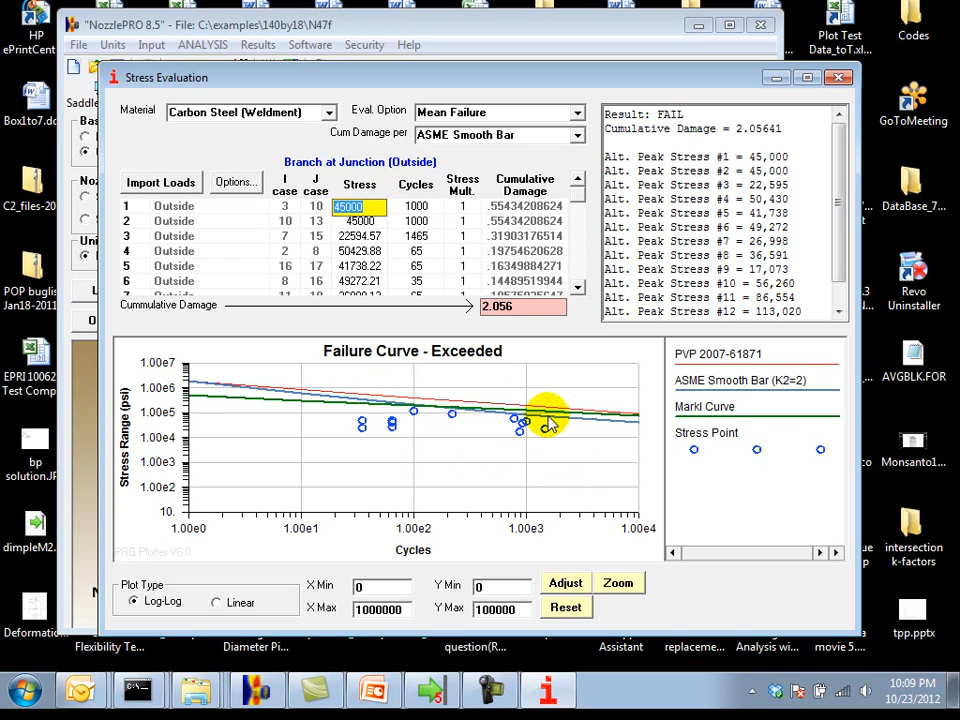 HP
ePrintCent
Box1to7.dc
C2_files-20
POP buglis
Jan18-2011
EPRI 10062
Test Comp
bp
solution.JF
dimpleM2.
Deformatio
"NozzlePRO 8.5" - File: C:\examples\140by18\N47f
File Units Input ANALYSIS Results Software Security Help
Saddle
Bas
Noz
Uni
L
O
Stress Evaluation
Material Carbon Steel (Weldment) Eval. Option Mean Failure
Cum Damage per ASME Smooth Bar
Branch at Junction (Outside)
Import Loads Options... I case J case Stress Cycles Stress Mult. Cumulative Damage
1 Outside 3 10 45000 1000 1 .55434208624
2 Outside 10 13 45000 1000 1 .55434208624
3 Outside 7 15 22594.57 1465 1 .31903176514
4 Outside 2 8 50429.88 65 1 .19754620628
5 Outside 16 17 41738.22 65 1 .16349884271
6 Outside 8 16 49272.21 35 1 .14489519944
Cummulative Damage 2.056
Result: FAIL
Cumulative Damage = 2.05641
Alt. Peak Stress #1 = 45,000
Alt. Peak Stress #2 = 45,000
Alt. Peak Stress #3 = 22,595
Alt. Peak Stress #4 = 50,430
Alt. Peak Stress #5 = 41,738
Alt. Peak Stress #6 = 49,272
Alt. Peak Stress #7 = 26,998
Alt. Peak Stress #8 = 36,591
Alt. Peak Stress #9 = 17,073
Alt. Peak Stress #10 = 56,260
Alt. Peak Stress #11 = 86,554
Alt. Peak Stress #12 = 113,020
Failure Curve - Exceeded
Stress Range (psi)
1.00e7
1.00e6
1.00e5
1.00e4
1.00e3
1.00e2
10.
1.00e0 1.00e1 1.00e2 1.00e3 1.00e4
Cycles
PRG Plotter V6.0
PVP 2007-61871
ASME Smooth Bar (K2=2)
Markl Curve
Stress Point
Plot Type
Log-Log Linear
X Min 0 Y Min 0 Adjust Zoom
X Max 1000000 Y Max 100000 Reset
Flexibility Te... Diameter Pi... question(R... Assistant replaceme... Analysis wi... movie 5....
Plot Test
Data_toT.xl...
Codes
GoToMeeting
DataBase_7...
Revo
Uninstaller
AVGBLK.FOR
Monsanto1...
intersection
k-factors
tpp.pptx
10:09 PM
10/23/2012